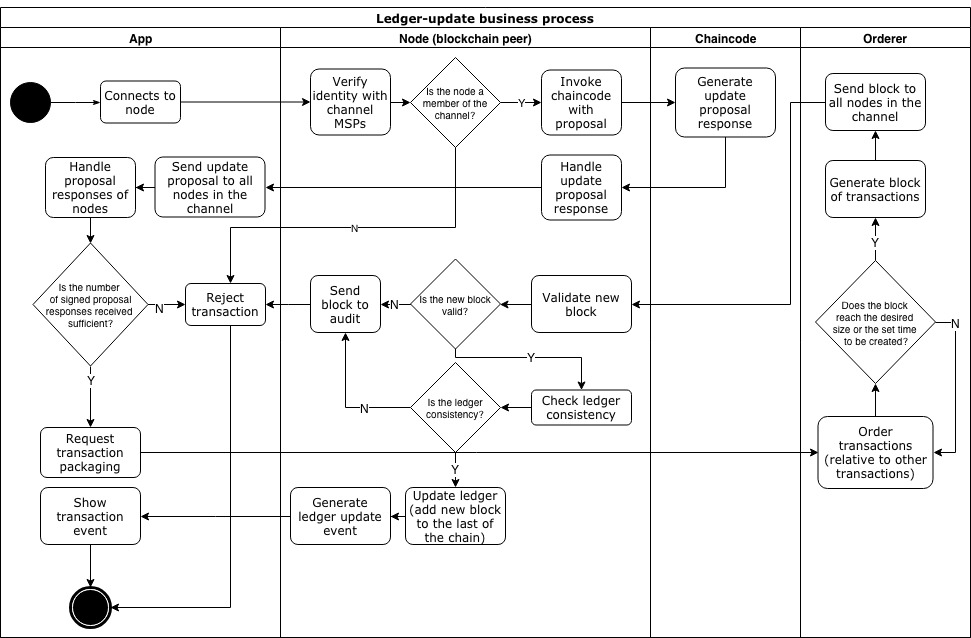 Ledger-update business process
App
Node (blockchain peer)
Chaincode
Orderer
Connects to
node
Verify
identity with
channel
MSPs
Is the node a
member of the
channel?
Y
Invoke
chaincode
with
proposal
Generate
update
proposal
response
Send block to
all nodes in the
channel
Handle
proposal
responses of
nodes
Send update
proposal to all
nodes in the
channel
Handle
update
proposal
response
Generate block
of transactions
N
Y
Is the number
of signed proposal
responses received
sufficient?
N
Reject
transaction
Send
block to
audit
N
Is the new block
valid?
Validate new
block
Does the block
reach the desired
size or the set time
to be created?
N
Y
Y
N
Is the ledger
consistency?
Check ledger
consistency
Request
transaction
packaging
Y
Order
transactions
(relative to other
transactions)
Show
transaction
event
Generate
ledger update
event
Update ledger
(add new block
to the last of
the chain)